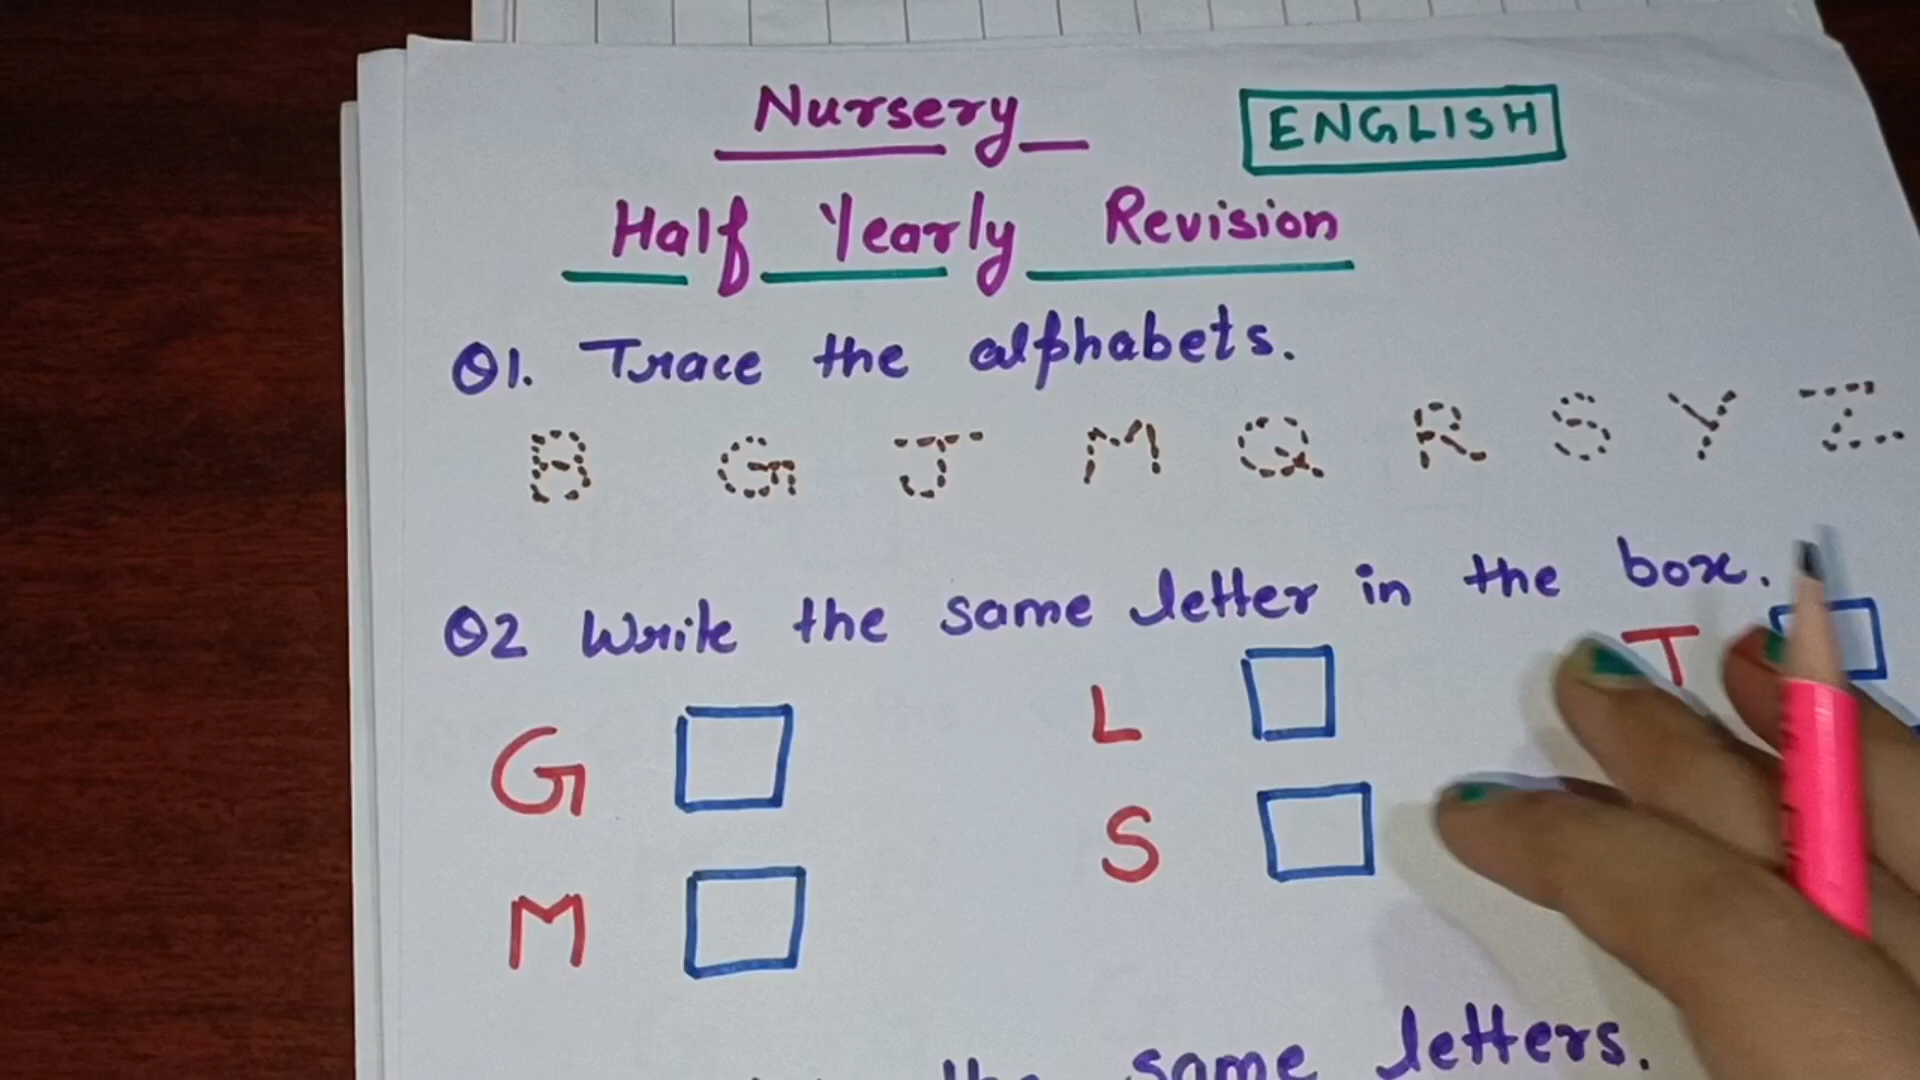 Nursery
ENGLISH
Half Yearly Revision
Q1. Trace the alphabets.
B G J M Q R S Y Z
Q2 Write the same letter in the box.
G L T
M S
the same letters.